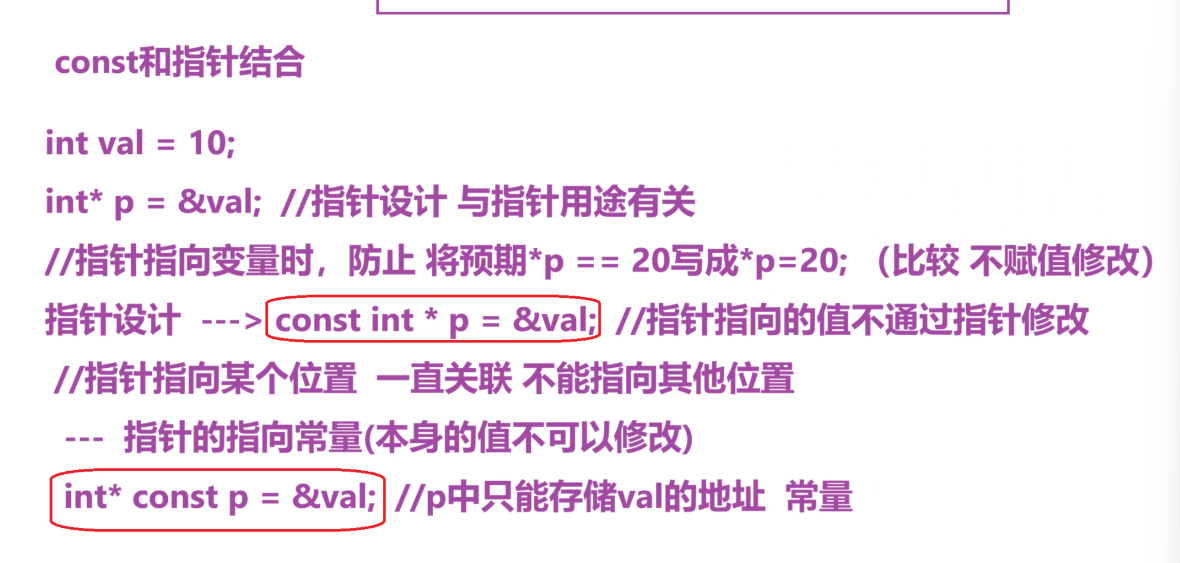 const和指针结合
int val = 10;
int* p = &val; //指针设计 与指针用途有关
//指针指向变量时，防止 将预期*p == 20写成*p=20; （比较 不赋值修改）
指针设计 --->const int * p = &val; //指针指向的值不通过指针修改
//指针指向某个位置 一直关联 不能指向其他位置
--- 指针的指向常量(本身的值不可以修改)
int* const p = &val; //p中只能存储val的地址 常量